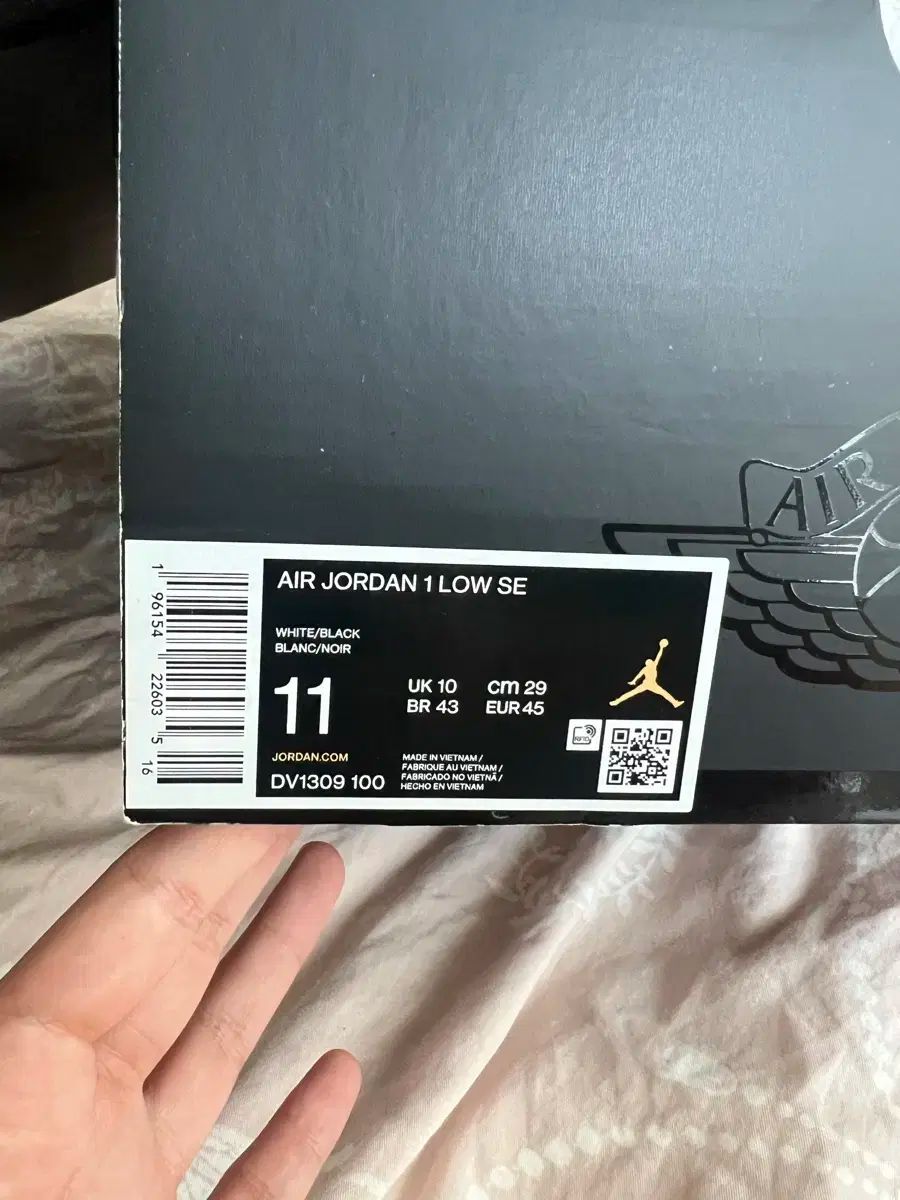 AIR
AIR JORDAN 1 LOW SE
WHITE/BLACK
BLANC/NOIR
11
UK 10
cm 29
BR 43
EUR 45
JORDAN.COM
DV1309 100
MADE IN VIETNAM /
FABRIQUE AU VIETNAM /
FABRICADO NO VIETNÃ /
HECHO EN VIETNAM
RFID
1 96154 22603 5 16